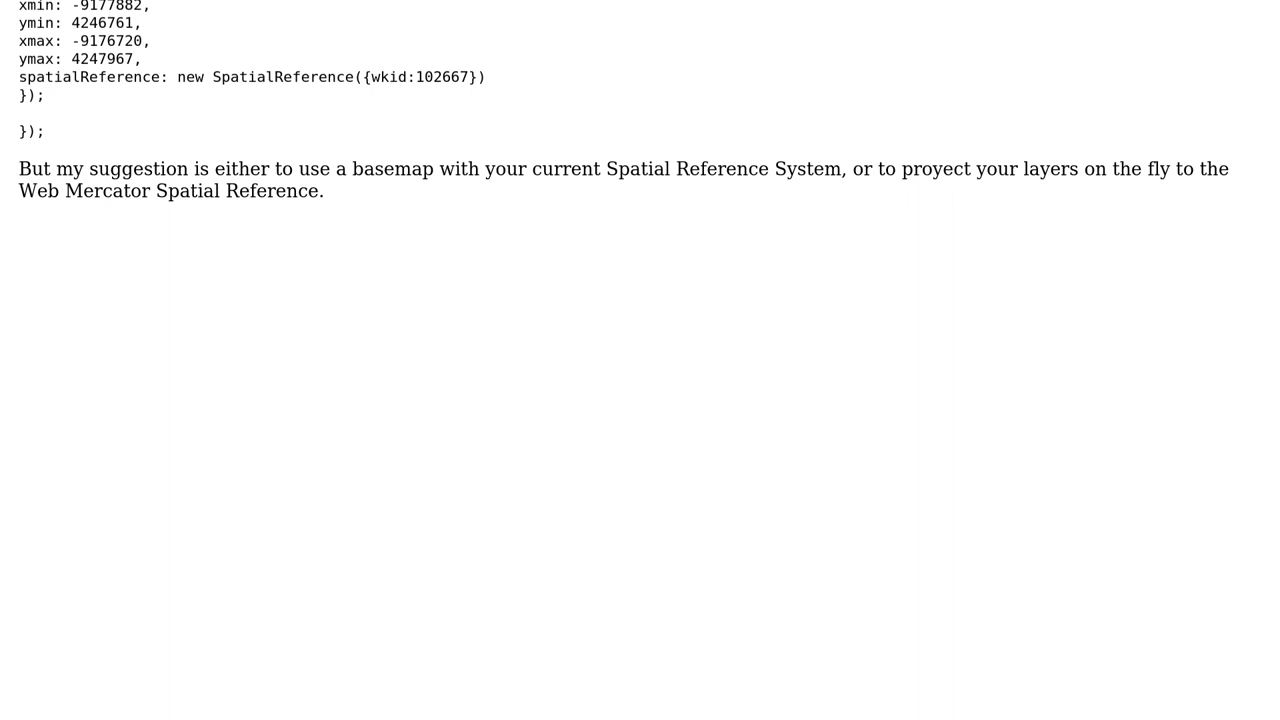 xmin: -9177882,
ymin: 4246761,
xmax: -9176720,
ymax: 4247967,
spatialReference: new SpatialReference({wkid:102667})
});
});
But my suggestion is either to use a basemap with your current Spatial Reference System, or to proyect your layers on the fly to the
Web Mercator Spatial Reference.